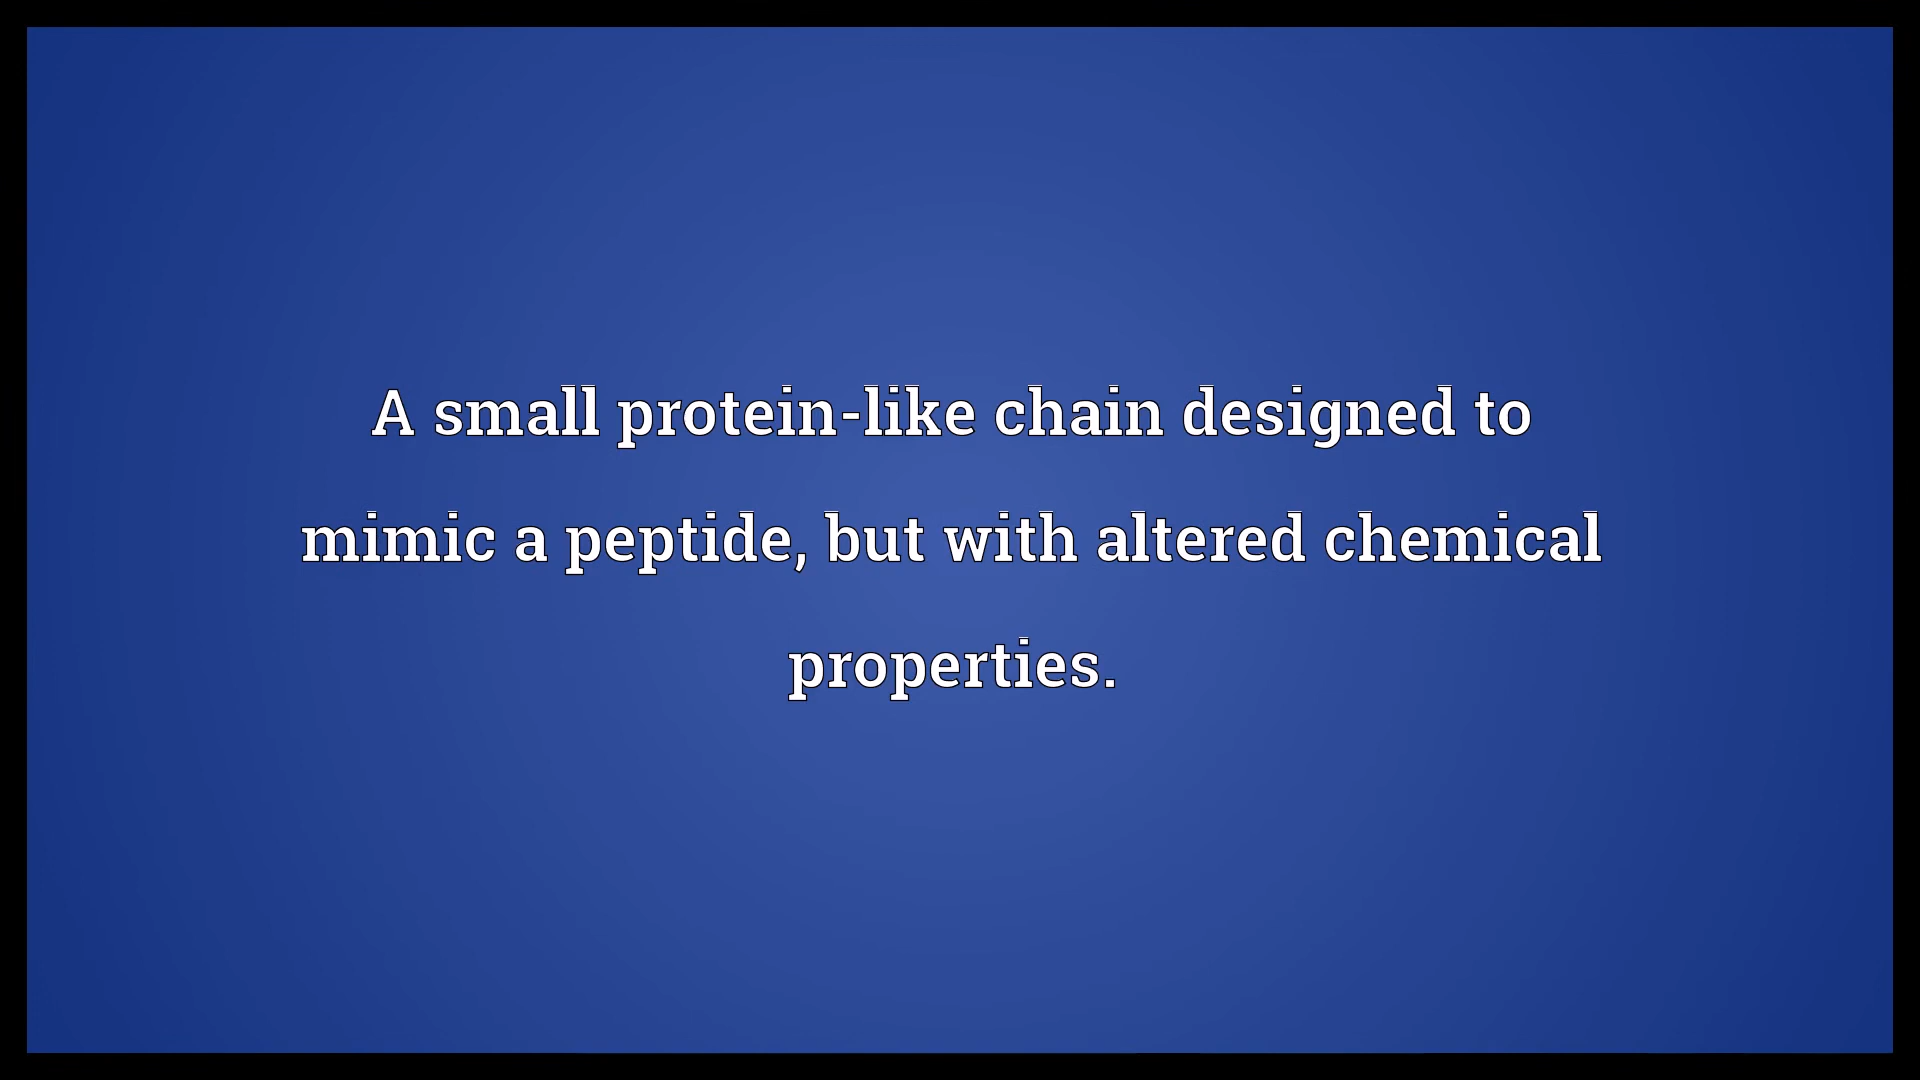 A small protein-like chain designed to
mimic a peptide, but with altered chemical
properties.